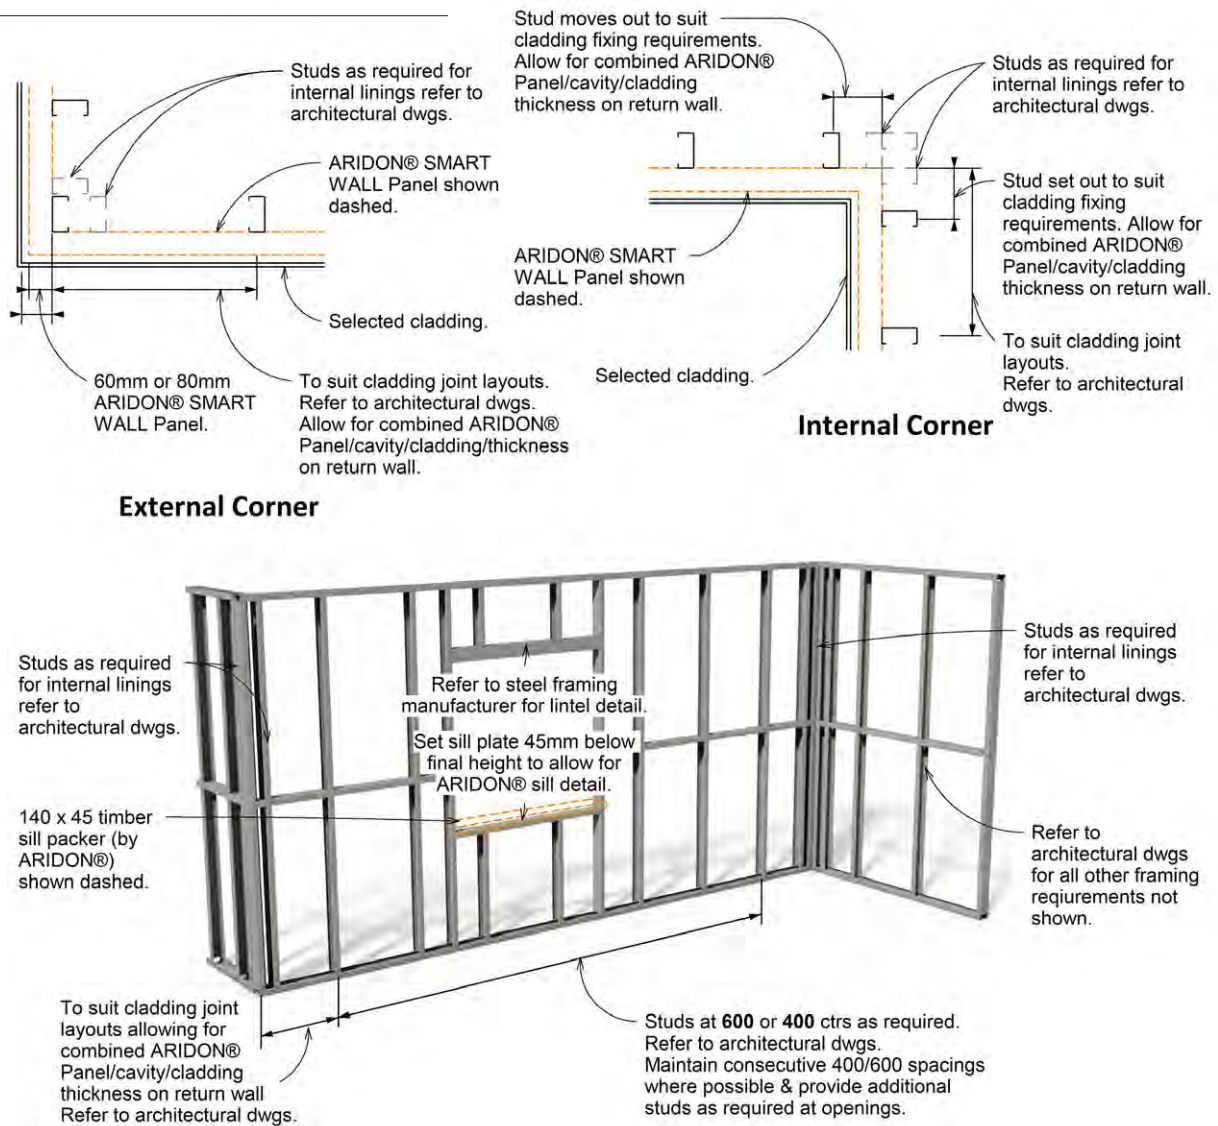 Studs as required for
internal linings refer to
architectural dwgs.
ARIDON® SMART
WALL Panel shown
dashed.
Selected cladding.
60mm or 80mm
ARIDON® SMART
WALL Panel.
To suit cladding joint layouts.
Refer to architectural dwgs.
Allow for combined ARIDON®
Panel/cavity/cladding/thickness
on return wall.
External Corner
Stud moves out to suit
cladding fixing requirements.
Allow for combined ARIDON®
Panel/cavity/cladding
thickness on return wall.
Studs as required for
internal linings refer to
architectural dwgs.
Stud set out to suit
cladding fixing
requirements. Allow for
combined ARIDON®
Panel/cavity/cladding
thickness on return wall.
ARIDON® SMART
WALL Panel shown
dashed.
Selected cladding.
To suit cladding joint
layouts.
Refer to architectural
dwgs.
Internal Corner
Studs as required
for internal linings
refer to
architectural dwgs.
Refer to steel framing
manufacturer for lintel detail.
Set sill plate 45mm below
final height to allow for
ARIDON® sill detail.
140 x 45 timber
sill packer (by
ARIDON®)
shown dashed.
Studs as required
for internal linings
refer to
architectural dwgs.
Refer to
architectural dwgs
for all other framing
reqiurements not
shown.
To suit cladding joint
layouts allowing for
combined ARIDON®
Panel/cavity/cladding
thickness on return wall
Refer to architectural dwgs.
Studs at 600 or 400 ctrs as required.
Refer to architectural dwgs.
Maintain consecutive 400/600 spacings
where possible & provide additional
studs as required at openings.